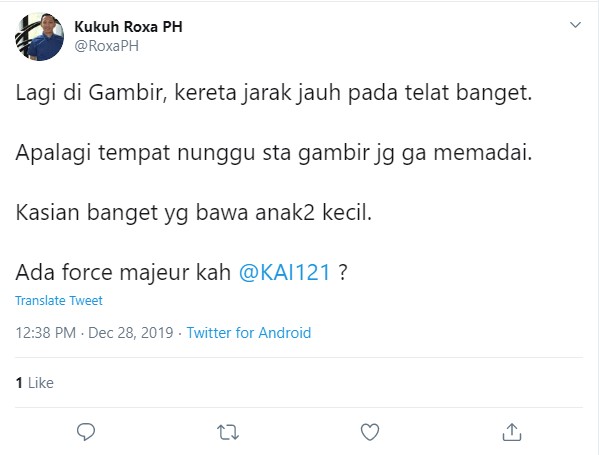 Kukuh Roxa PH
@RoxaPH
Lagi di Gambir, kereta jarak jauh pada telat banget.
Apalagi tempat nunggu sta gambir jg ga memadai.
Kasian banget yg bawa anak2 kecil.
Ada force majeur kah @KAI121 ?
Translate Tweet
12:38 PM · Dec 28, 2019 · Twitter for Android
1 Like